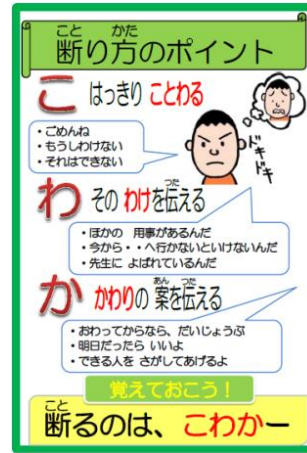 断り方のポイント
こ はっきり ことわる
・ごめんね
・もうしわけない
・それはできない
ドキドキ
わ その わけを伝える
・ほかの 用事があるんだ
・今から・・へ行かないといけないんだ
・先生に よばれているんだ
か かわりの 案を伝える
・おわってからなら、だいじょうぶ
・明日だったら いいよ
・できる人を さがしてあげるよ
覚えておこう！
断るのは、こわかー